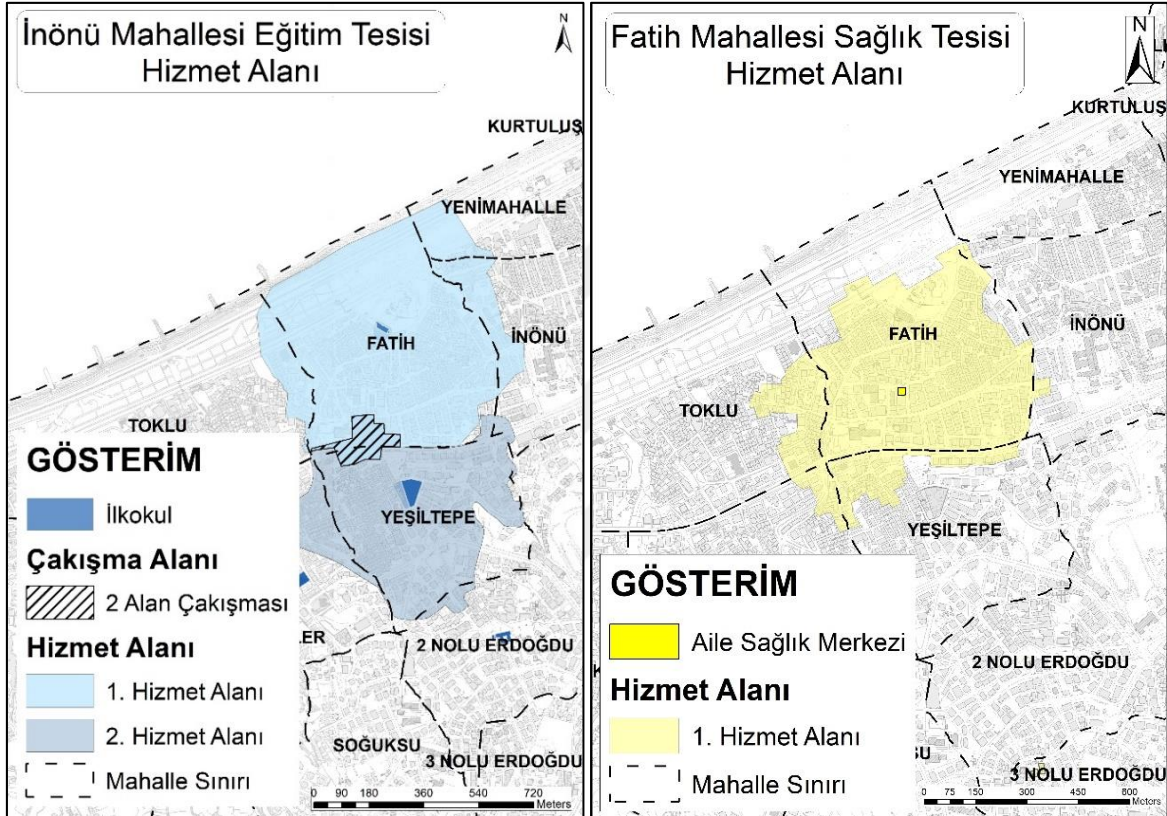 İnönü Mahallesi Eğitim Tesisi
Hizmet Alanı
N
KURTULUŞ
YENİMAHALLE
FATİH
İNÖNÜ
TOKLU
YEŞİLTEPE
LER
2 NOLU ERDOĞDU
SOĞUKSU
3 NOLU ERDOĞDU
GÖSTERİM
İlkokul
Çakışma Alanı
2 Alan Çakışması
Hizmet Alanı
1. Hizmet Alanı
2. Hizmet Alanı
Mahalle Sınırı
0 90 180 360 540 720
Meters
Fatih Mahallesi Sağlık Tesisi
Hizmet Alanı
N
KURTULUŞ
YENİMAHALLE
FATİH
İNÖNÜ
TOKLU
YEŞİLTEPE
2 NOLU ERDOĞDU
SU
3 NOLU ERDOĞDU
GÖSTERİM
Aile Sağlık Merkezi
Hizmet Alanı
1. Hizmet Alanı
Mahalle Sınırı
0 75 150 300 450 600
Meters